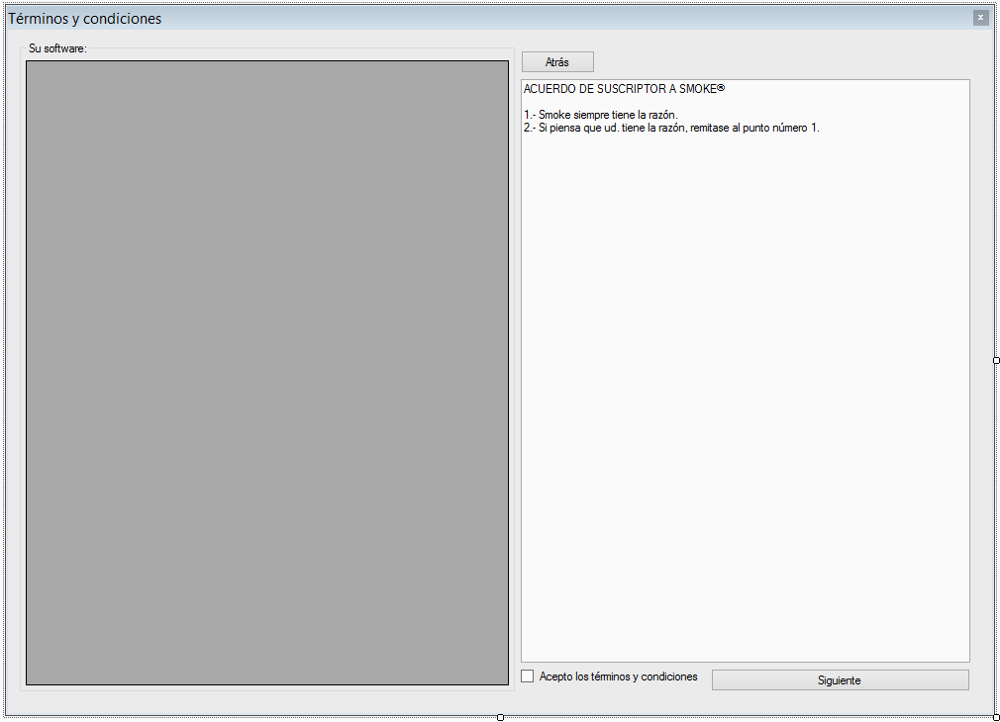 Términos y condiciones
x
Su software:
Atrás
ACUERDO DE SUSCRIPTOR A SMOKE®
1.- Smoke siempre tiene la razón.
2.- Si piensa que ud. tiene la razón, remitase al punto número 1.
Acepto los términos y condiciones
Siguiente